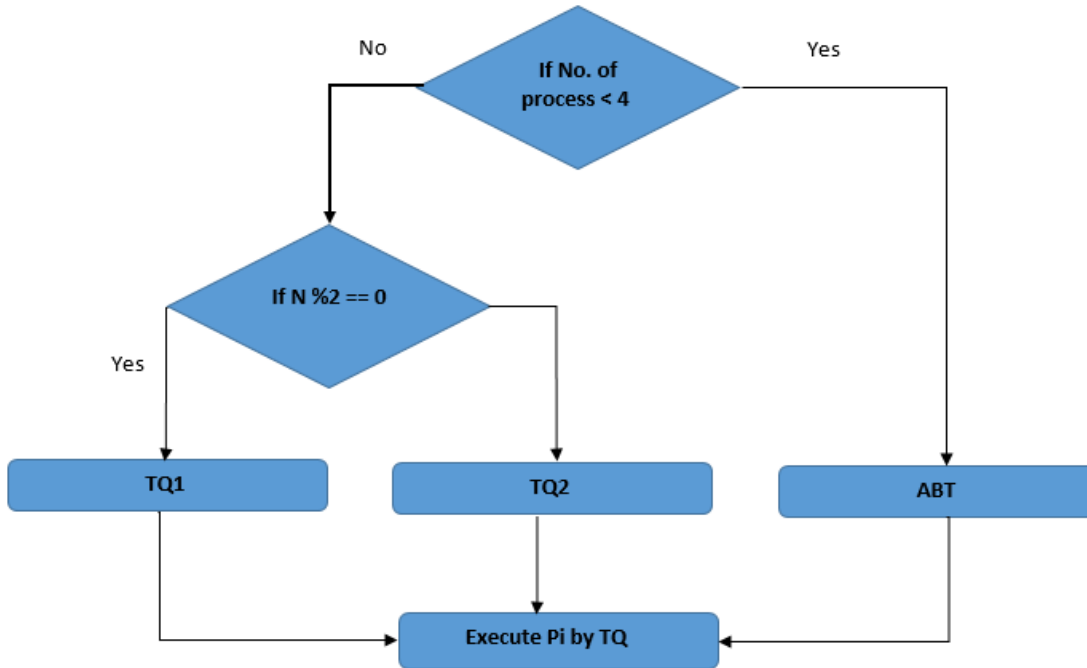 No
If No. of
process < 4
Yes
If N %2 == 0
Yes
TQ1
TQ2
ABT
Execute Pi by TQ